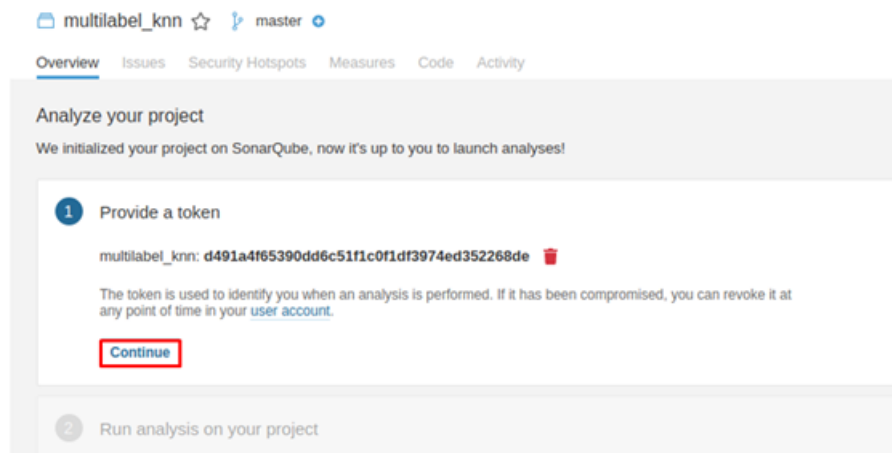 multilabel_knn master
Overview Issues Security Hotspots Measures Code Activity
Analyze your project
We initialized your project on SonarQube, now it's up to you to launch analyses!
1 Provide a token
multilabel_knn: d491a4f65390dd6c51f1c0f1df3974ed352268de
The token is used to identify you when an analysis is performed. If it has been compromised, you can revoke it at
any point of time in your user account.
Continue
2 Run analysis on your project